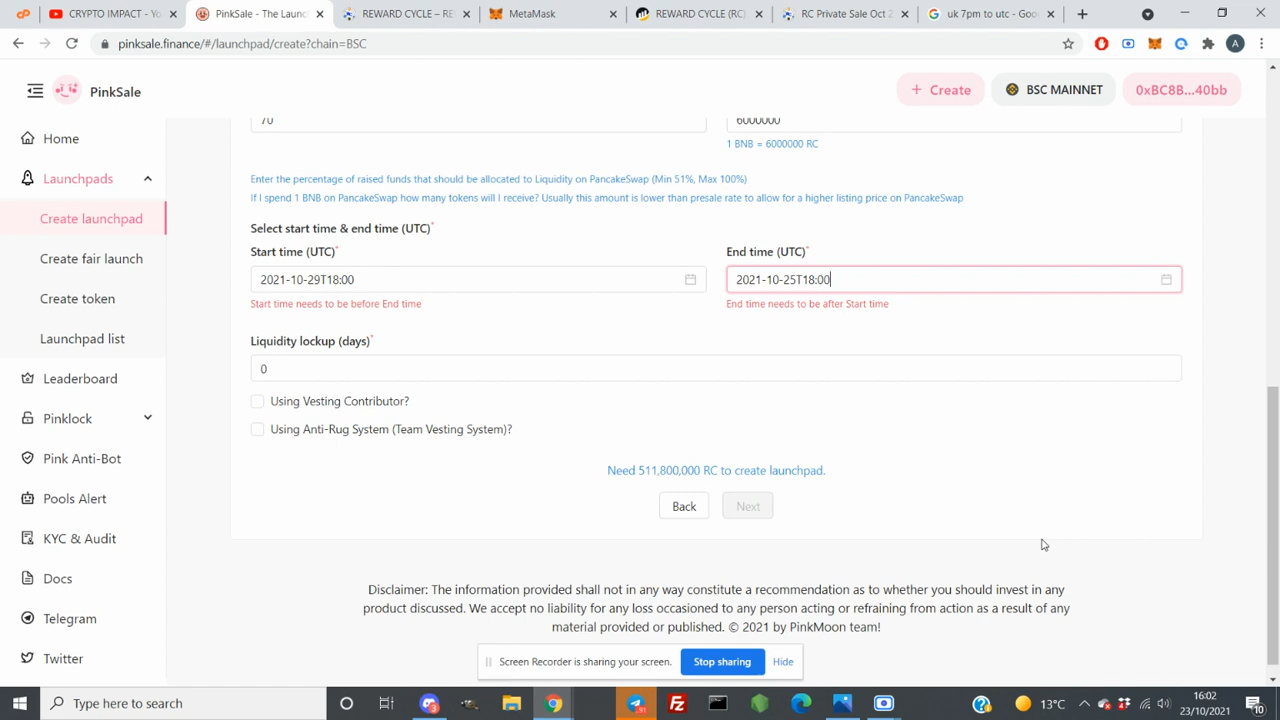 CRYPTO IMPACT - Yo
PinkSale - The Launc
REWARD CYCLE – RE
MetaMask
REWARD CYCLE (RC)
RC Private Sale Oct 2
uk 7pm to utc - Goo
pinksale.finance/#/launchpad/create?chain=BSC
A
PinkSale
Create
BSC MAINNET
0xBC8B...40bb
Home
Launchpads
Create launchpad
Create fair launch
Create token
Launchpad list
Leaderboard
Pinklock
Pink Anti-Bot
Pools Alert
KYC & Audit
Docs
Telegram
Twitter
70
6000000
1 BNB = 6000000 RC
Enter the percentage of raised funds that should be allocated to Liquidity on PancakeSwap (Min 51%, Max 100%)
If I spend 1 BNB on PancakeSwap how many tokens will I receive? Usually this amount is lower than presale rate to allow for a higher listing price on PancakeSwap
Select start time & end time (UTC)*
Start time (UTC)*
End time (UTC)*
2021-10-29T18:00
2021-10-25T18:00
Start time needs to be before End time
End time needs to be after Start time
Liquidity lockup (days)*
0
Using Vesting Contributor?
Using Anti-Rug System (Team Vesting System)?
Need 511,800,000 RC to create launchpad.
Back
Next
Disclaimer: The information provided shall not in any way constitute a recommendation as to whether you should invest in any
product discussed. We accept no liability for any loss occasioned to any person acting or refraining from action as a result of any
material provided or published. © 2021 by PinkMoon team!
Screen Recorder is sharing your screen.
Stop sharing
Hide
Type here to search
13°C
16:02
23/10/2021